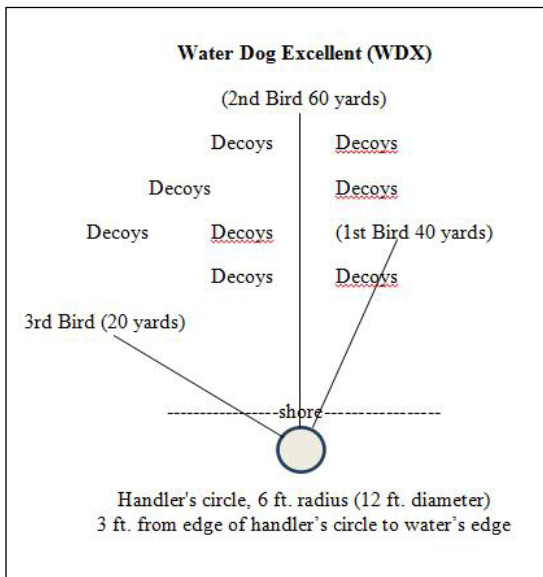 Water Dog Excellent (WDX)
(2nd Bird 60 yards)
Decoys Decoys
Decoys Decoys
Decoys Decoys (1st Bird 40 yards)
Decoys Decoys
3rd Bird (20 yards)
shore
Handler's circle, 6 ft. radius (12 ft. diameter)
3 ft. from edge of handler’s circle to water’s edge